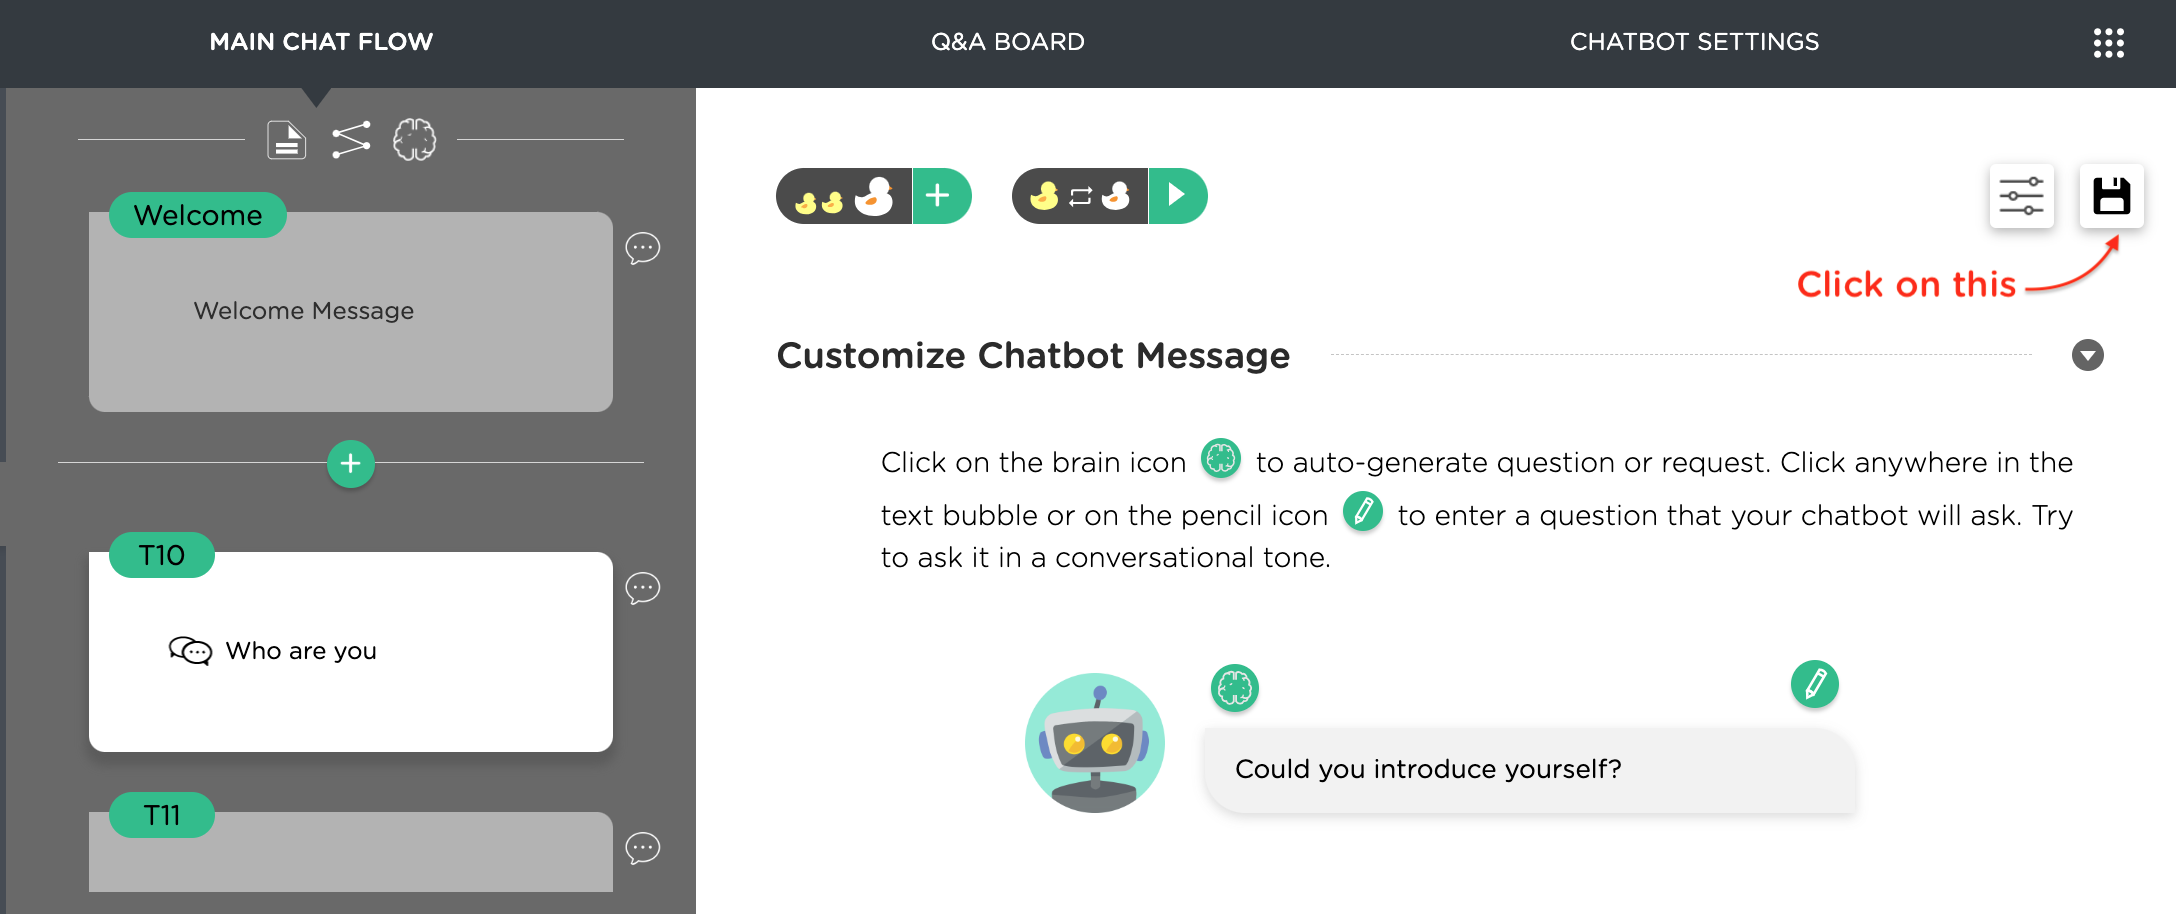 MAIN CHAT FLOW
Q&A BOARD
CHATBOT SETTINGS
Welcome
Welcome Message
T10
Who are you
T11
Click on this
Customize Chatbot Message
Click on the brain icon to auto-generate question or request. Click anywhere in the
text bubble or on the pencil icon to enter a question that your chatbot will ask. Try
to ask it in a conversational tone.
Could you introduce yourself?